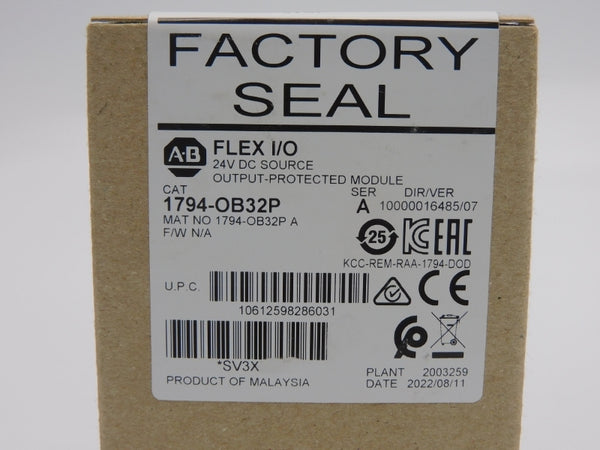 FACTORY
SEAL
A·B
FLEX I/O
24V DC SOURCE
OUTPUT-PROTECTED MODULE
CAT SER DIR/VER
1794-OB32P A 10000016485/07
MAT NO 1794-OB32P A
F/W N/A
25 KC EAC
KCC-REM-RAA-1794-DOD
U.P.C. CE
10612598286031
*SV3X
PLANT 2003259
PRODUCT OF MALAYSIA DATE 2022/08/11